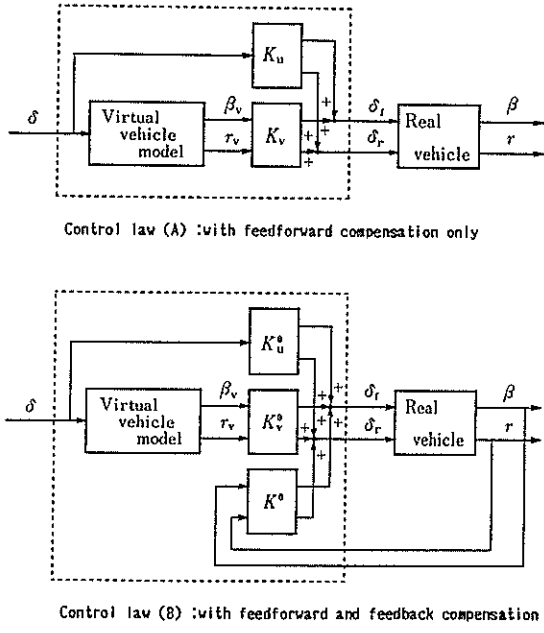 K_u
+
+
δ
Virtual vehicle model
β_v
r_v
K_v
+
+
δ_f
δ_r
Real vehicle
β
r
Control law (A) :with feedforward compensation only
K_u^*
+
+
δ
Virtual vehicle model
β_v
r_v
K_v^*
+
+
+
+
δ_f
δ_r
Real vehicle
β
r
K^*
Control law (B) :with feedforward and feedback compensation